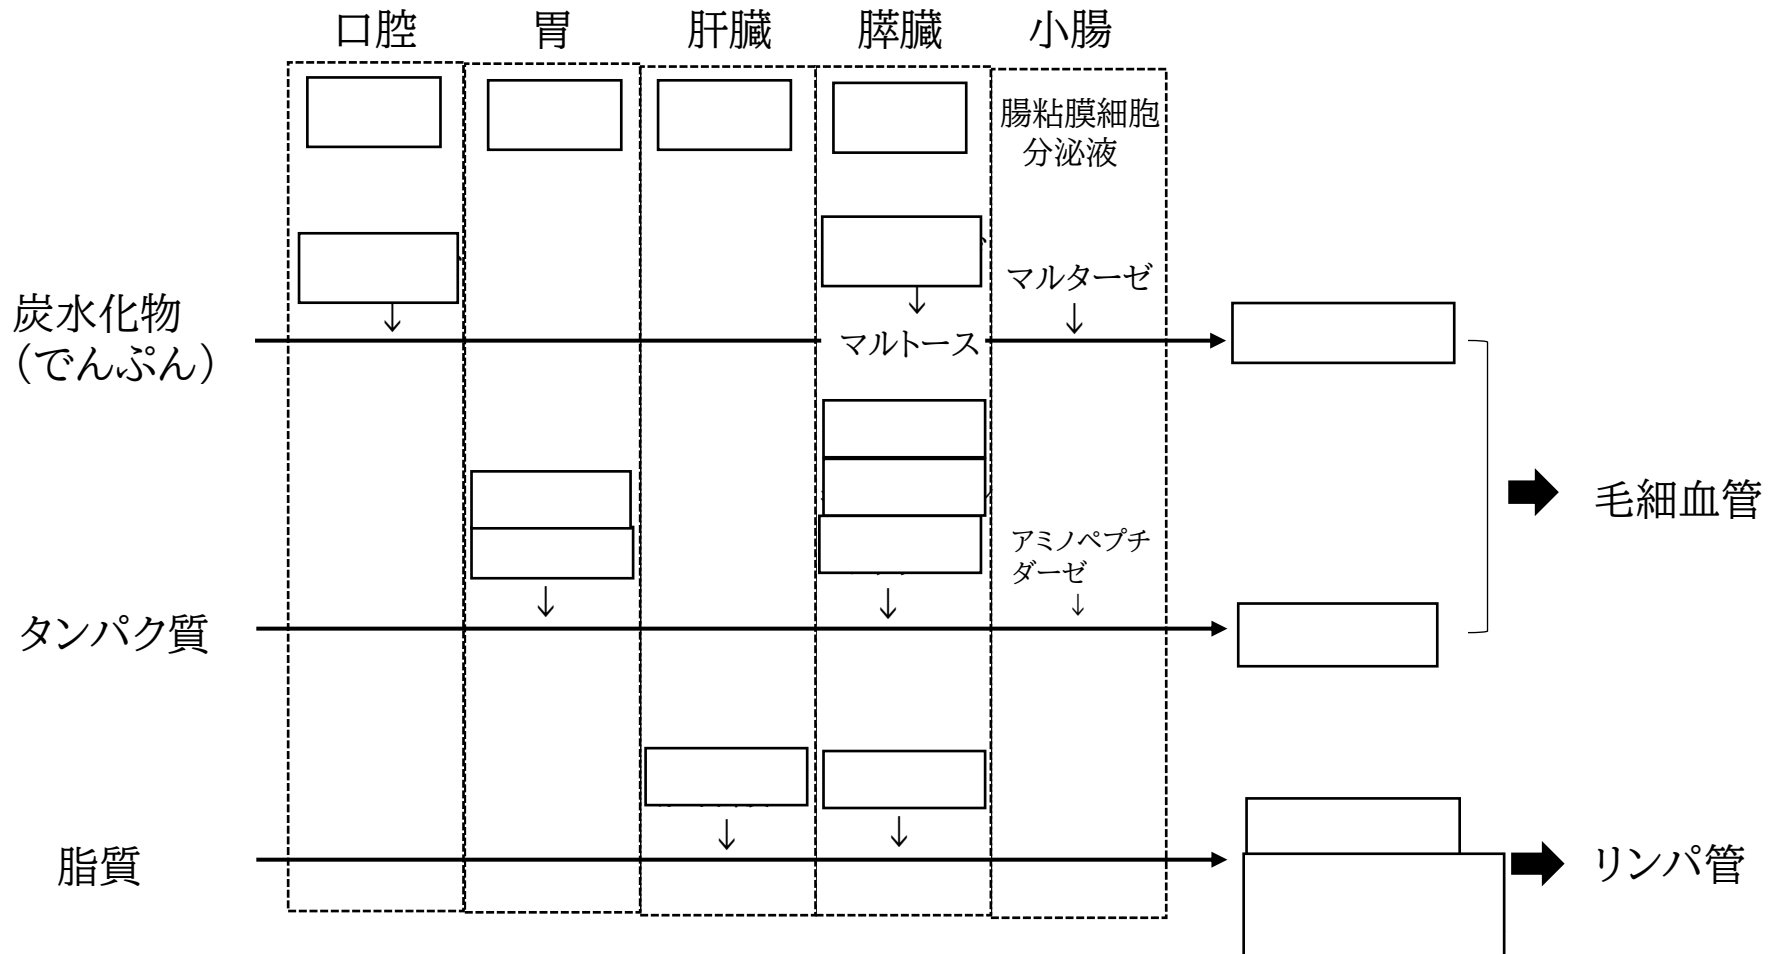 口腔
胃
肝臓
膵臓
小腸
腸粘膜細胞
分泌液
マルターゼ
↓
↓
↓
炭水化物
（でんぷん）
マルトース
毛細血管
アミノペプチ
ダーゼ
↓
↓
↓
タンパク質
↓
↓
脂質
リンパ管